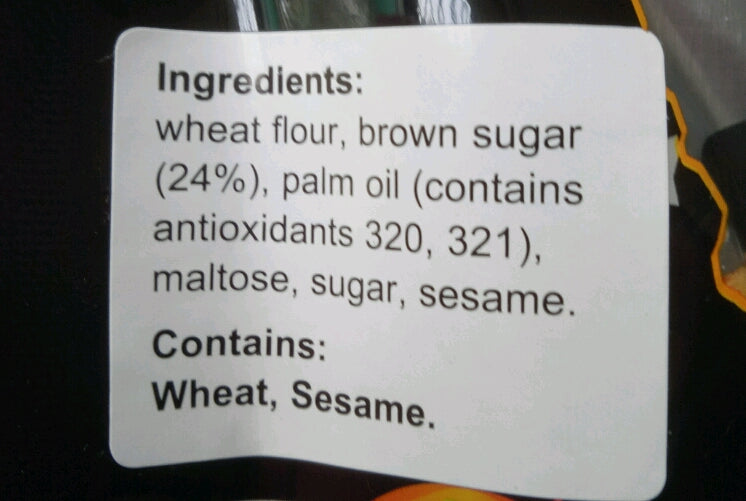 Ingredients:
wheat flour, brown sugar
(24%), palm oil (contains
antioxidants 320, 321),
maltose, sugar, sesame.
Contains:
Wheat, Sesame.